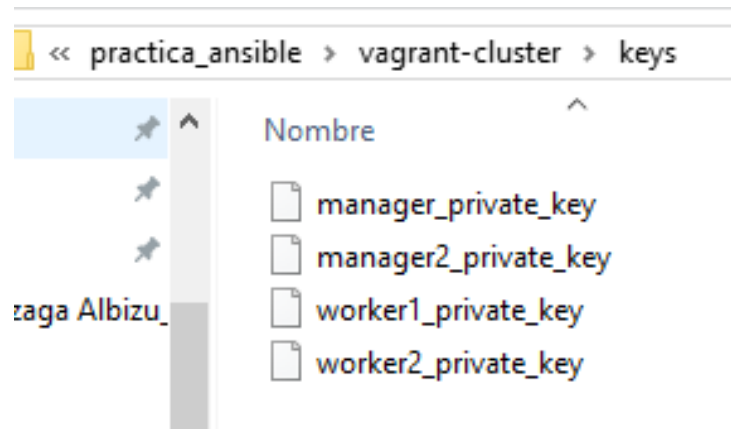 « practica_ansible > vagrant-cluster > keys
Nombre
manager_private_key
manager2_private_key
zaga Albizu_
worker1_private_key
worker2_private_key